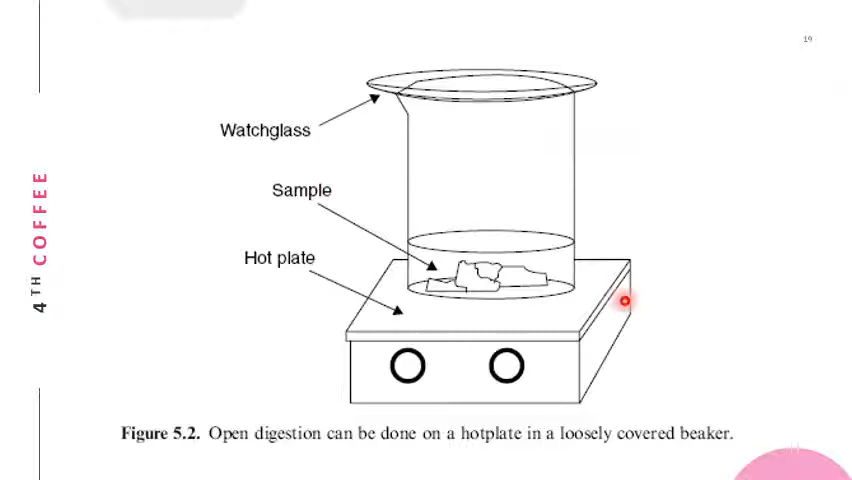 19
Watchglass
Sample
Hot plate
4TH COFFEE
Figure 5.2. Open digestion can be done on a hotplate in a loosely covered beaker.